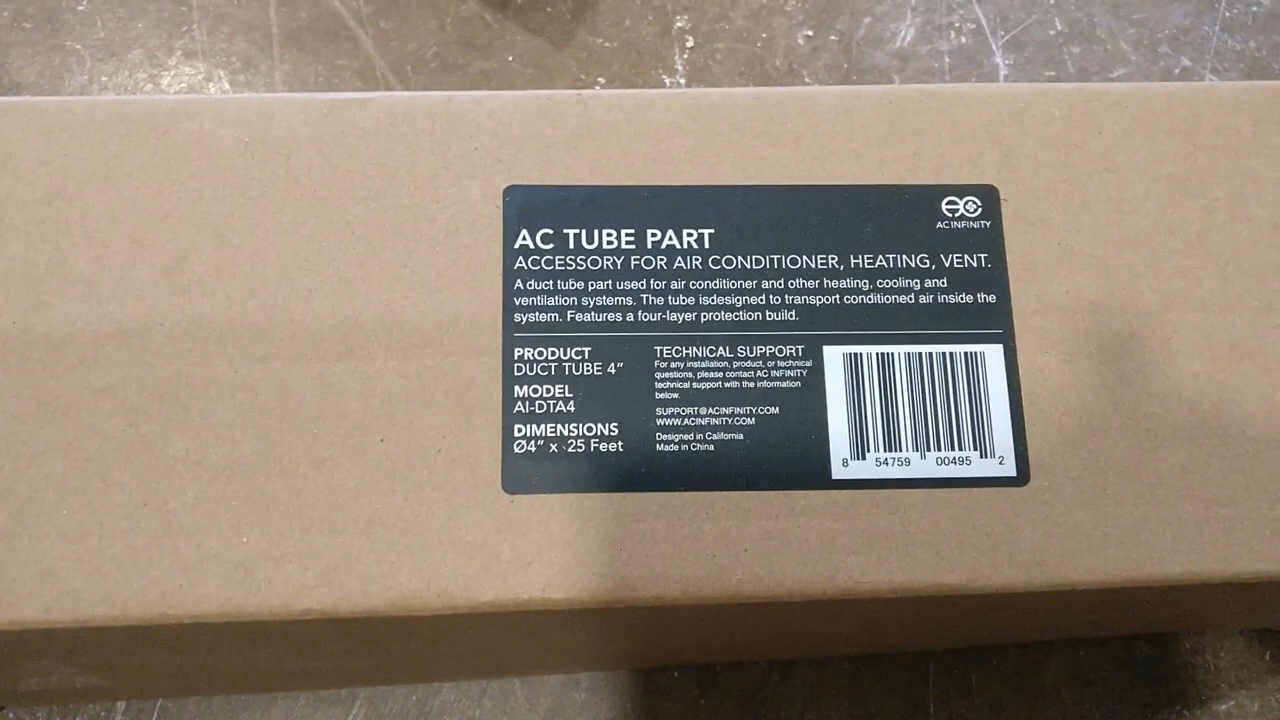 AC INFINITY
AC TUBE PART
ACCESSORY FOR AIR CONDITIONER, HEATING, VENT.
A duct tube part used for air conditioner and other heating, cooling and
ventilation systems. The tube isdesigned to transport conditioned air inside the
system. Features a four-layer protection build.
PRODUCT
DUCT TUBE 4”
MODEL
AI-DTA4
DIMENSIONS
Ø4” x 25 Feet
TECHNICAL SUPPORT
For any installation, product, or technical
questions, please contact AC INFINITY
technical support with the information
below.
SUPPORT@ACINFINITY.COM
WWW.ACINFINITY.COM
Designed in California
Made in China
8 54759 00495 2